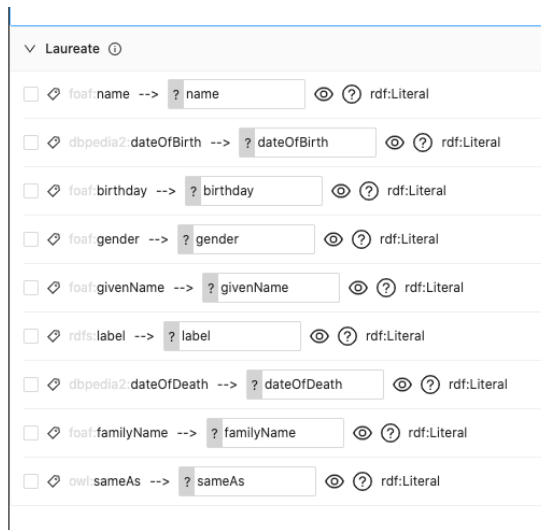 Laureate
foaf:name --> ? name ? rdf:Literal
dbpedia2:dateOfBirth --> ? dateOfBirth ? rdf:Literal
foaf:birthday --> ? birthday ? rdf:Literal
foaf:gender --> ? gender ? rdf:Literal
foaf:givenName --> ? givenName ? rdf:Literal
rdfs:label --> ? label ? rdf:Literal
dbpedia2:dateOfDeath --> ? dateOfDeath ? rdf:Literal
foaf:familyName --> ? familyName ? rdf:Literal
owl:sameAs --> ? sameAs ? rdf:Literal